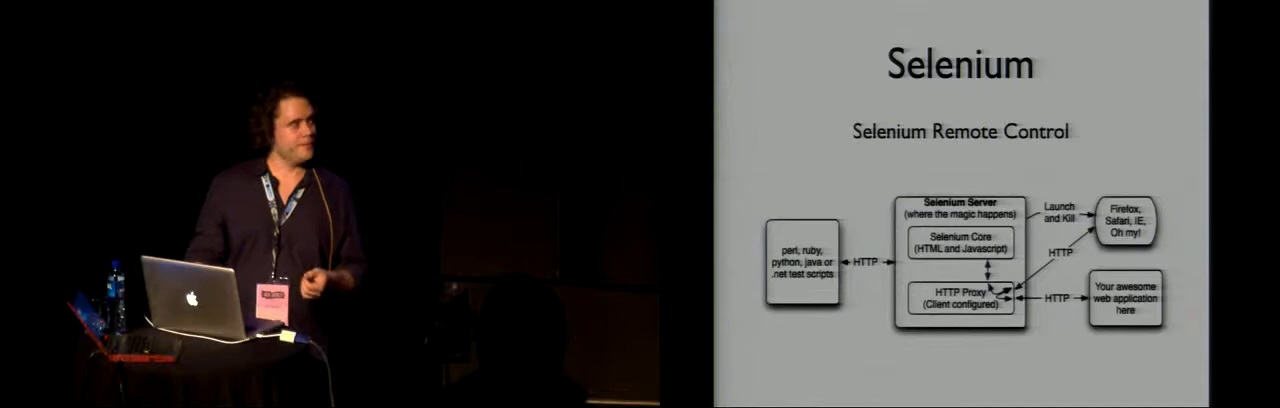 Selenium
Selenium Remote Control
perl, ruby,
python, java or
.net test scripts
HTTP
Selenium Server
(where the magic happens)
Selenium Core
(HTML and Javascript)
HTTP Proxy
(Client configured)
Launch
and Kill
HTTP
HTTP
Firefox,
Safari, IE,
Oh my!
Your awesome
web application
here